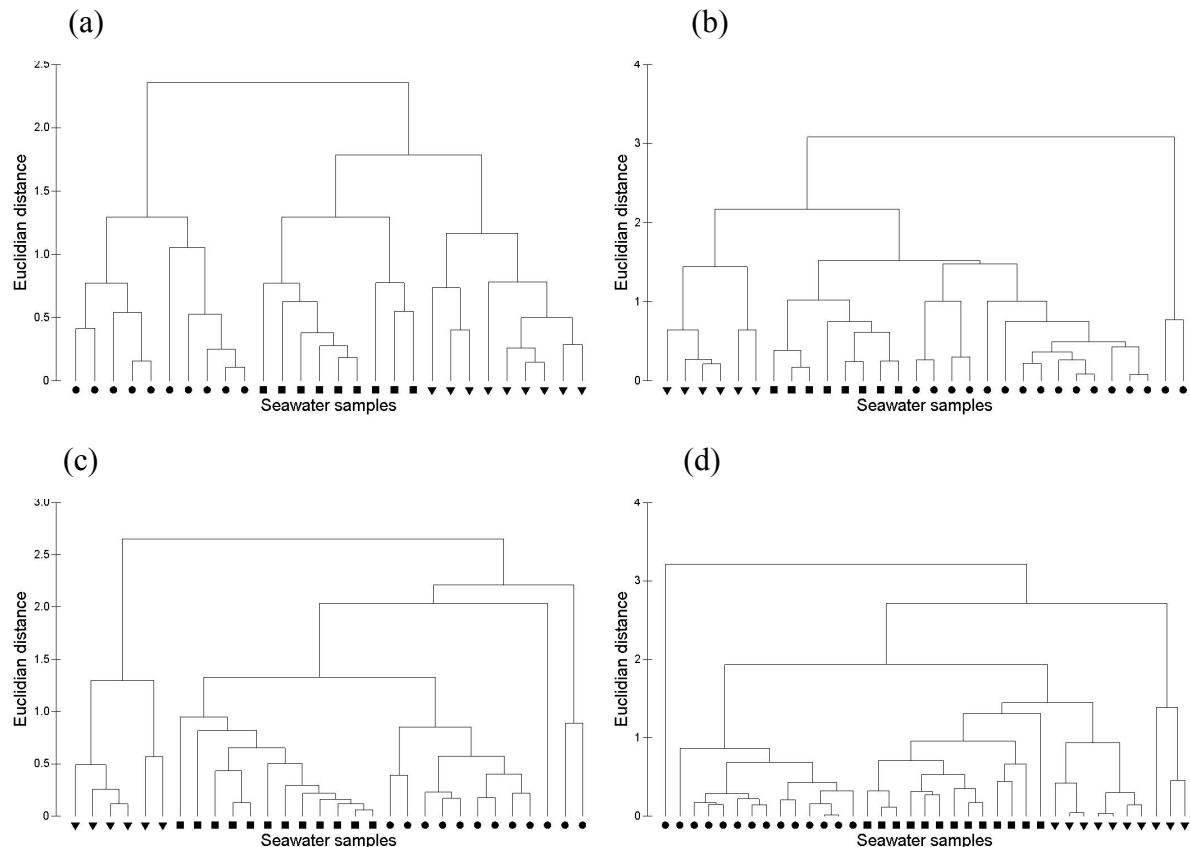 (a)
(b)
2.5
2.0
1.5
1.0
0.5
0
Euclidian distance
Seawater samples
4
3
2
1
0
Euclidian distance
Seawater samples
(c)
(d)
3.0
2.5
2.0
1.5
1.0
0.5
0
Euclidian distance
Seawater samples
4
3
2
1
0
Euclidian distance
Seawater samples